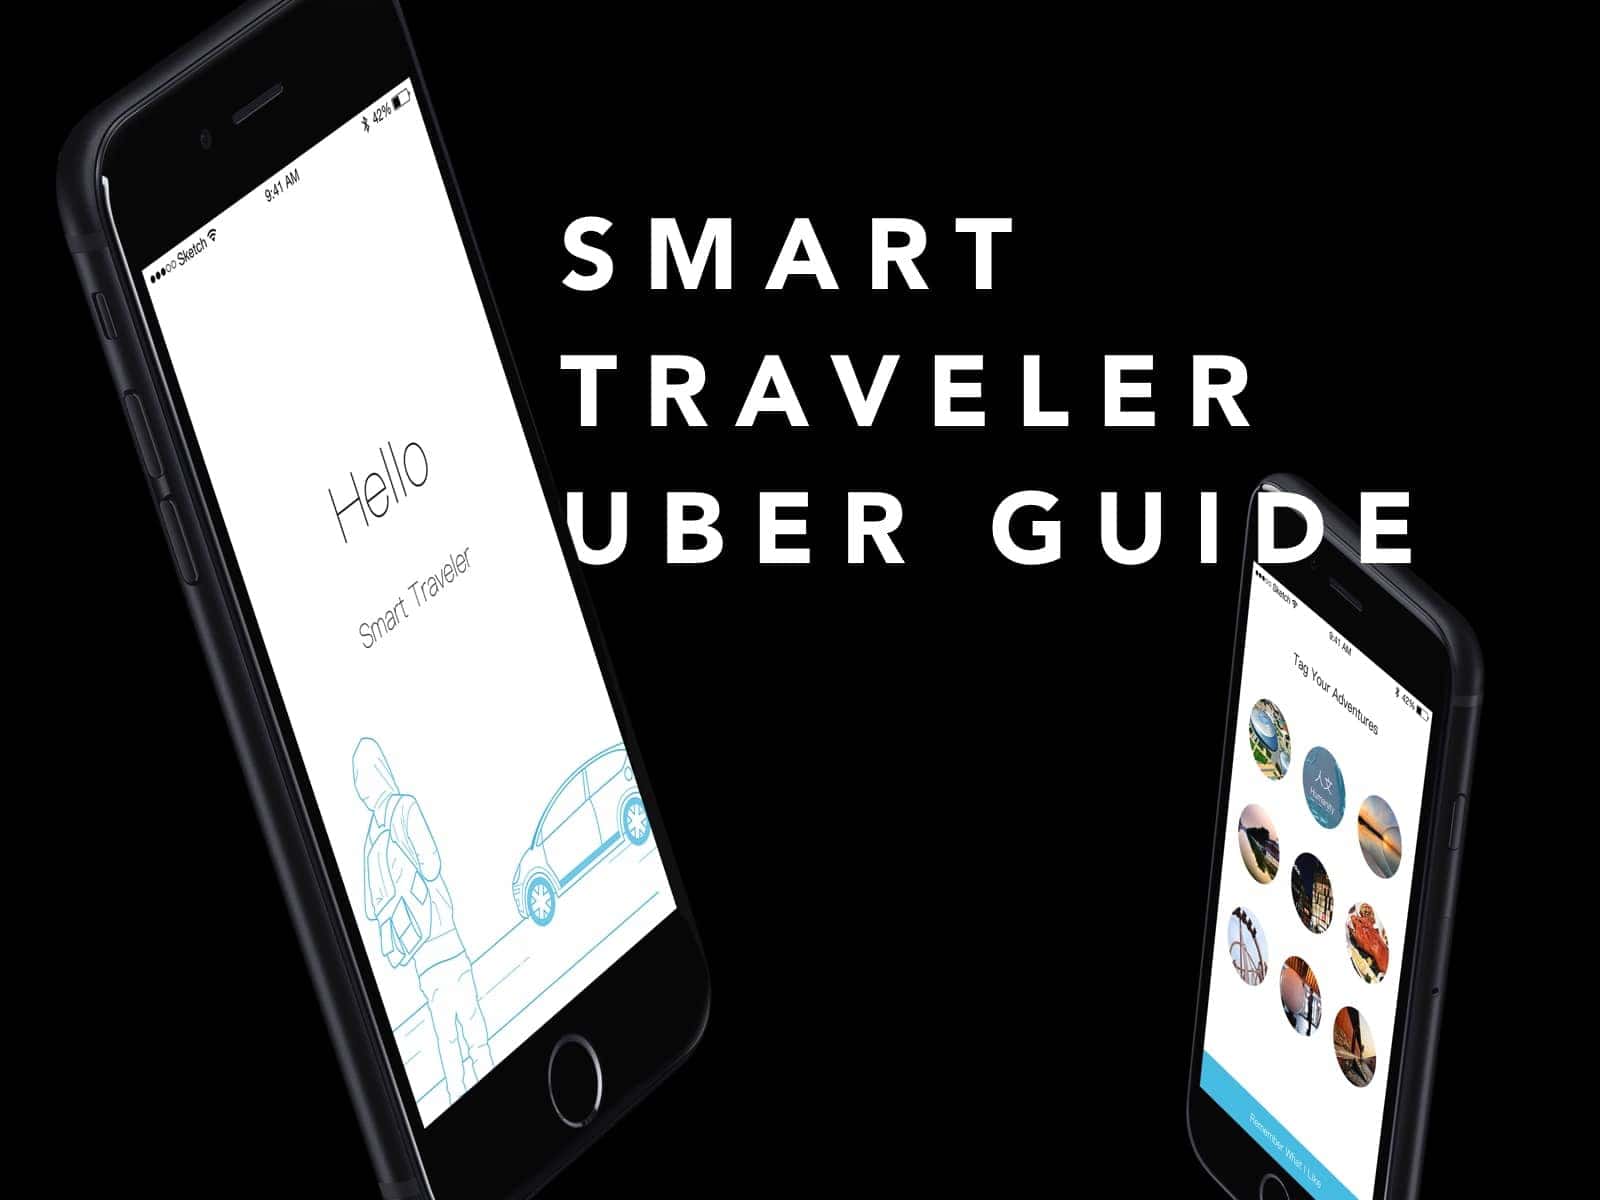 Sketch 9:41 AM 42%
Hello
Smart Traveler
SMART
TRAVELER
UBER GUIDE
Sketch 9:41 AM 42%
Tag Your Adventures
人文
Humanity
Remember What I Like